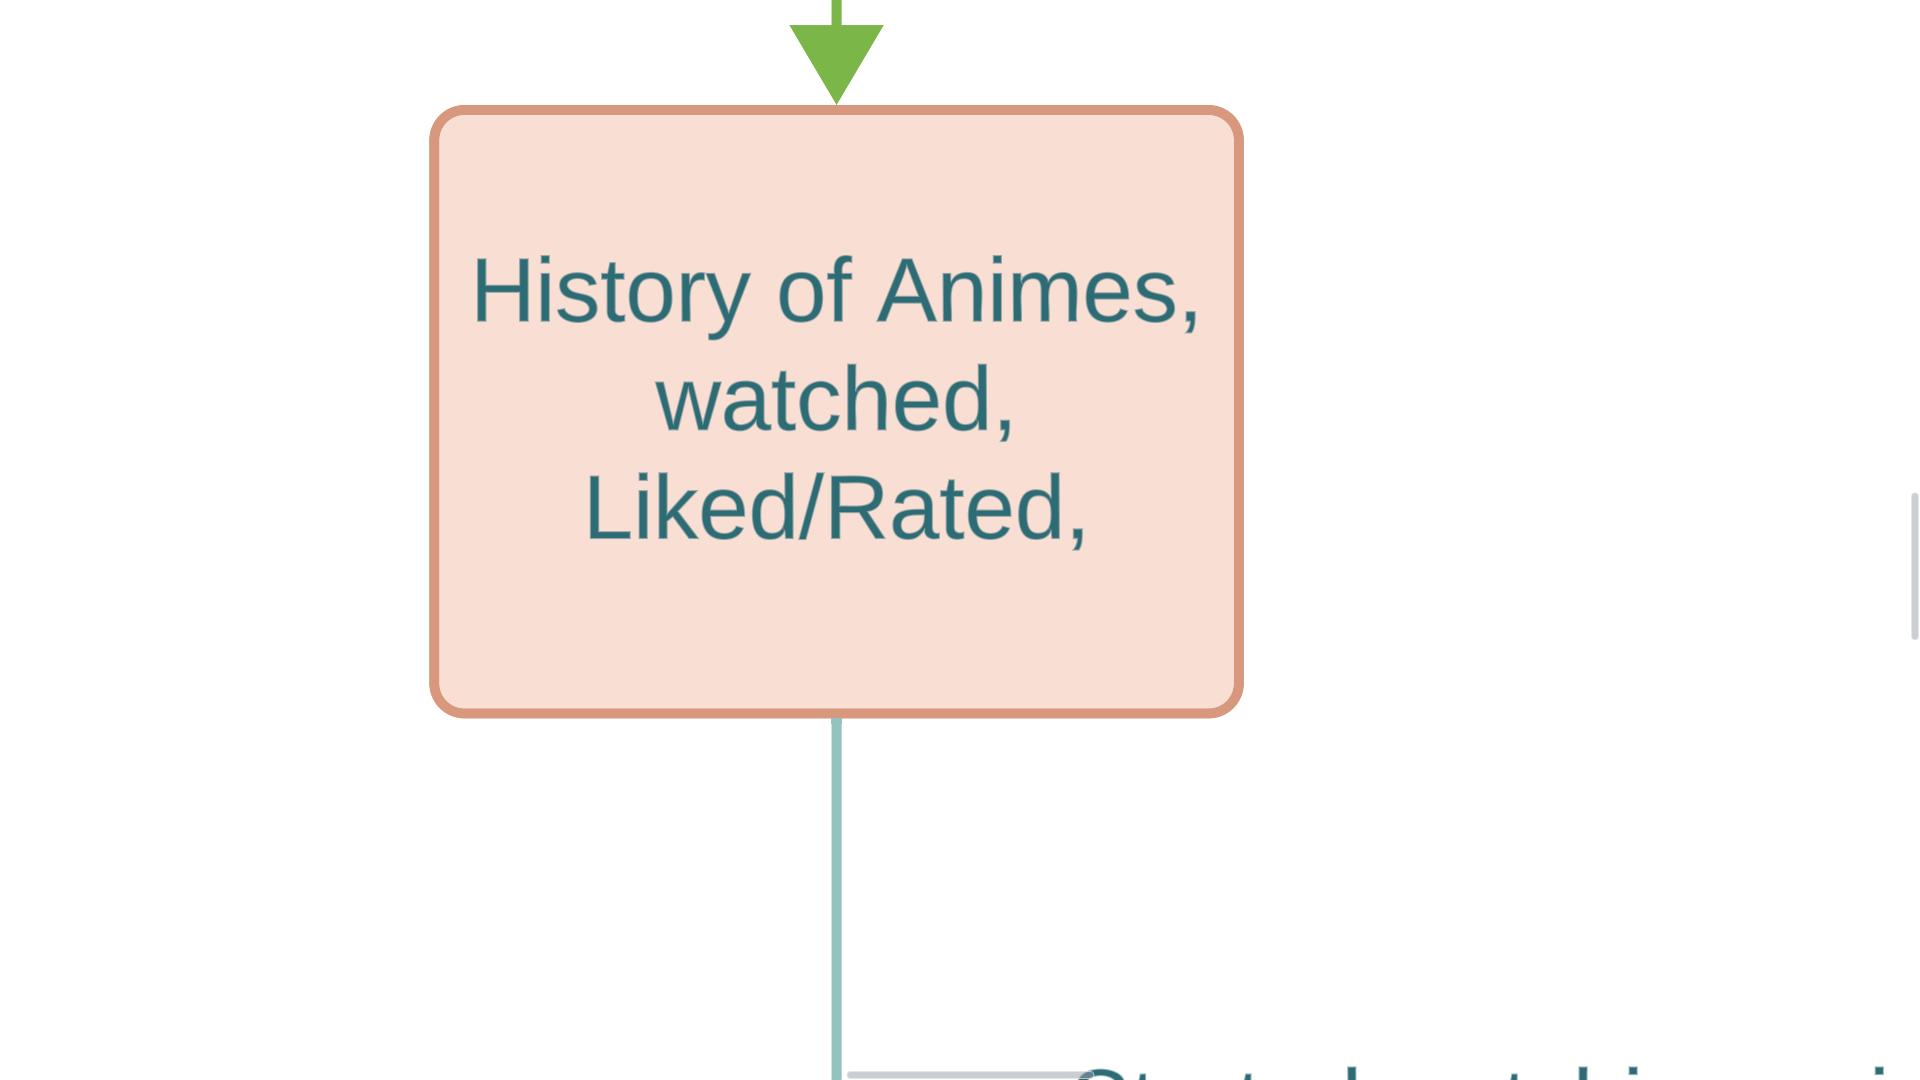 History of Animes,
watched,
Liked/Rated,